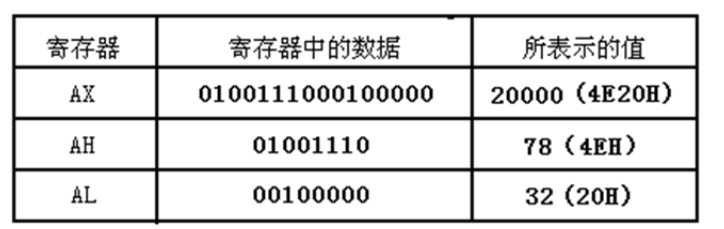 寄存器 寄存器中的数据 所表示的值
AX 0100111000100000 20000（4E20H）
AH 01001110 78（4EH）
AL 00100000 32（20H）